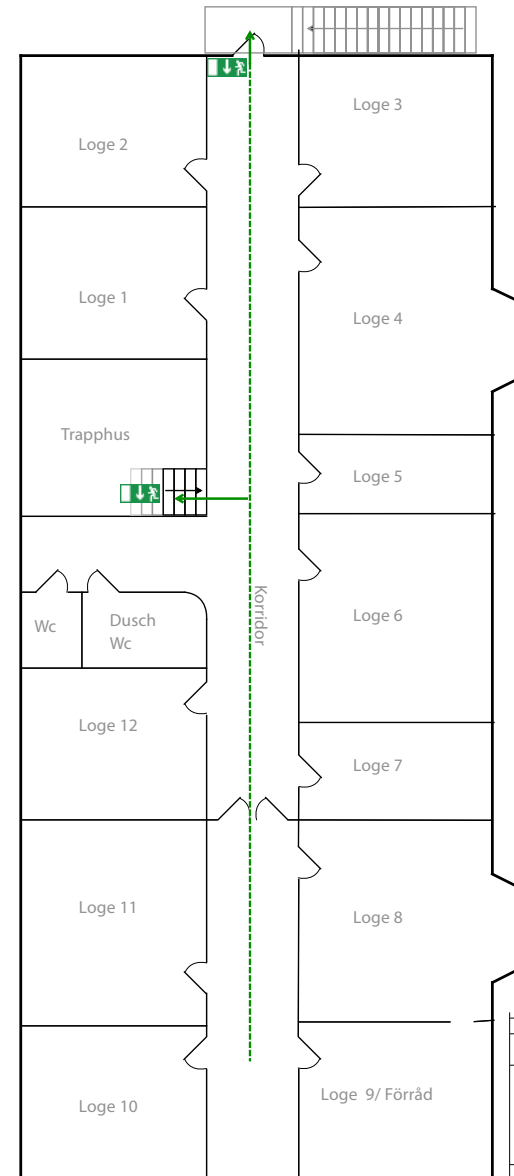 Loge 3
Loge 2
Loge 1
Loge 4
Trapphus
Loge 5
Korridor
Wc
Dusch
Wc
Loge 6
Loge 12
Loge 7
Loge 11
Loge 8
Loge 10
Loge 9/ Förråd